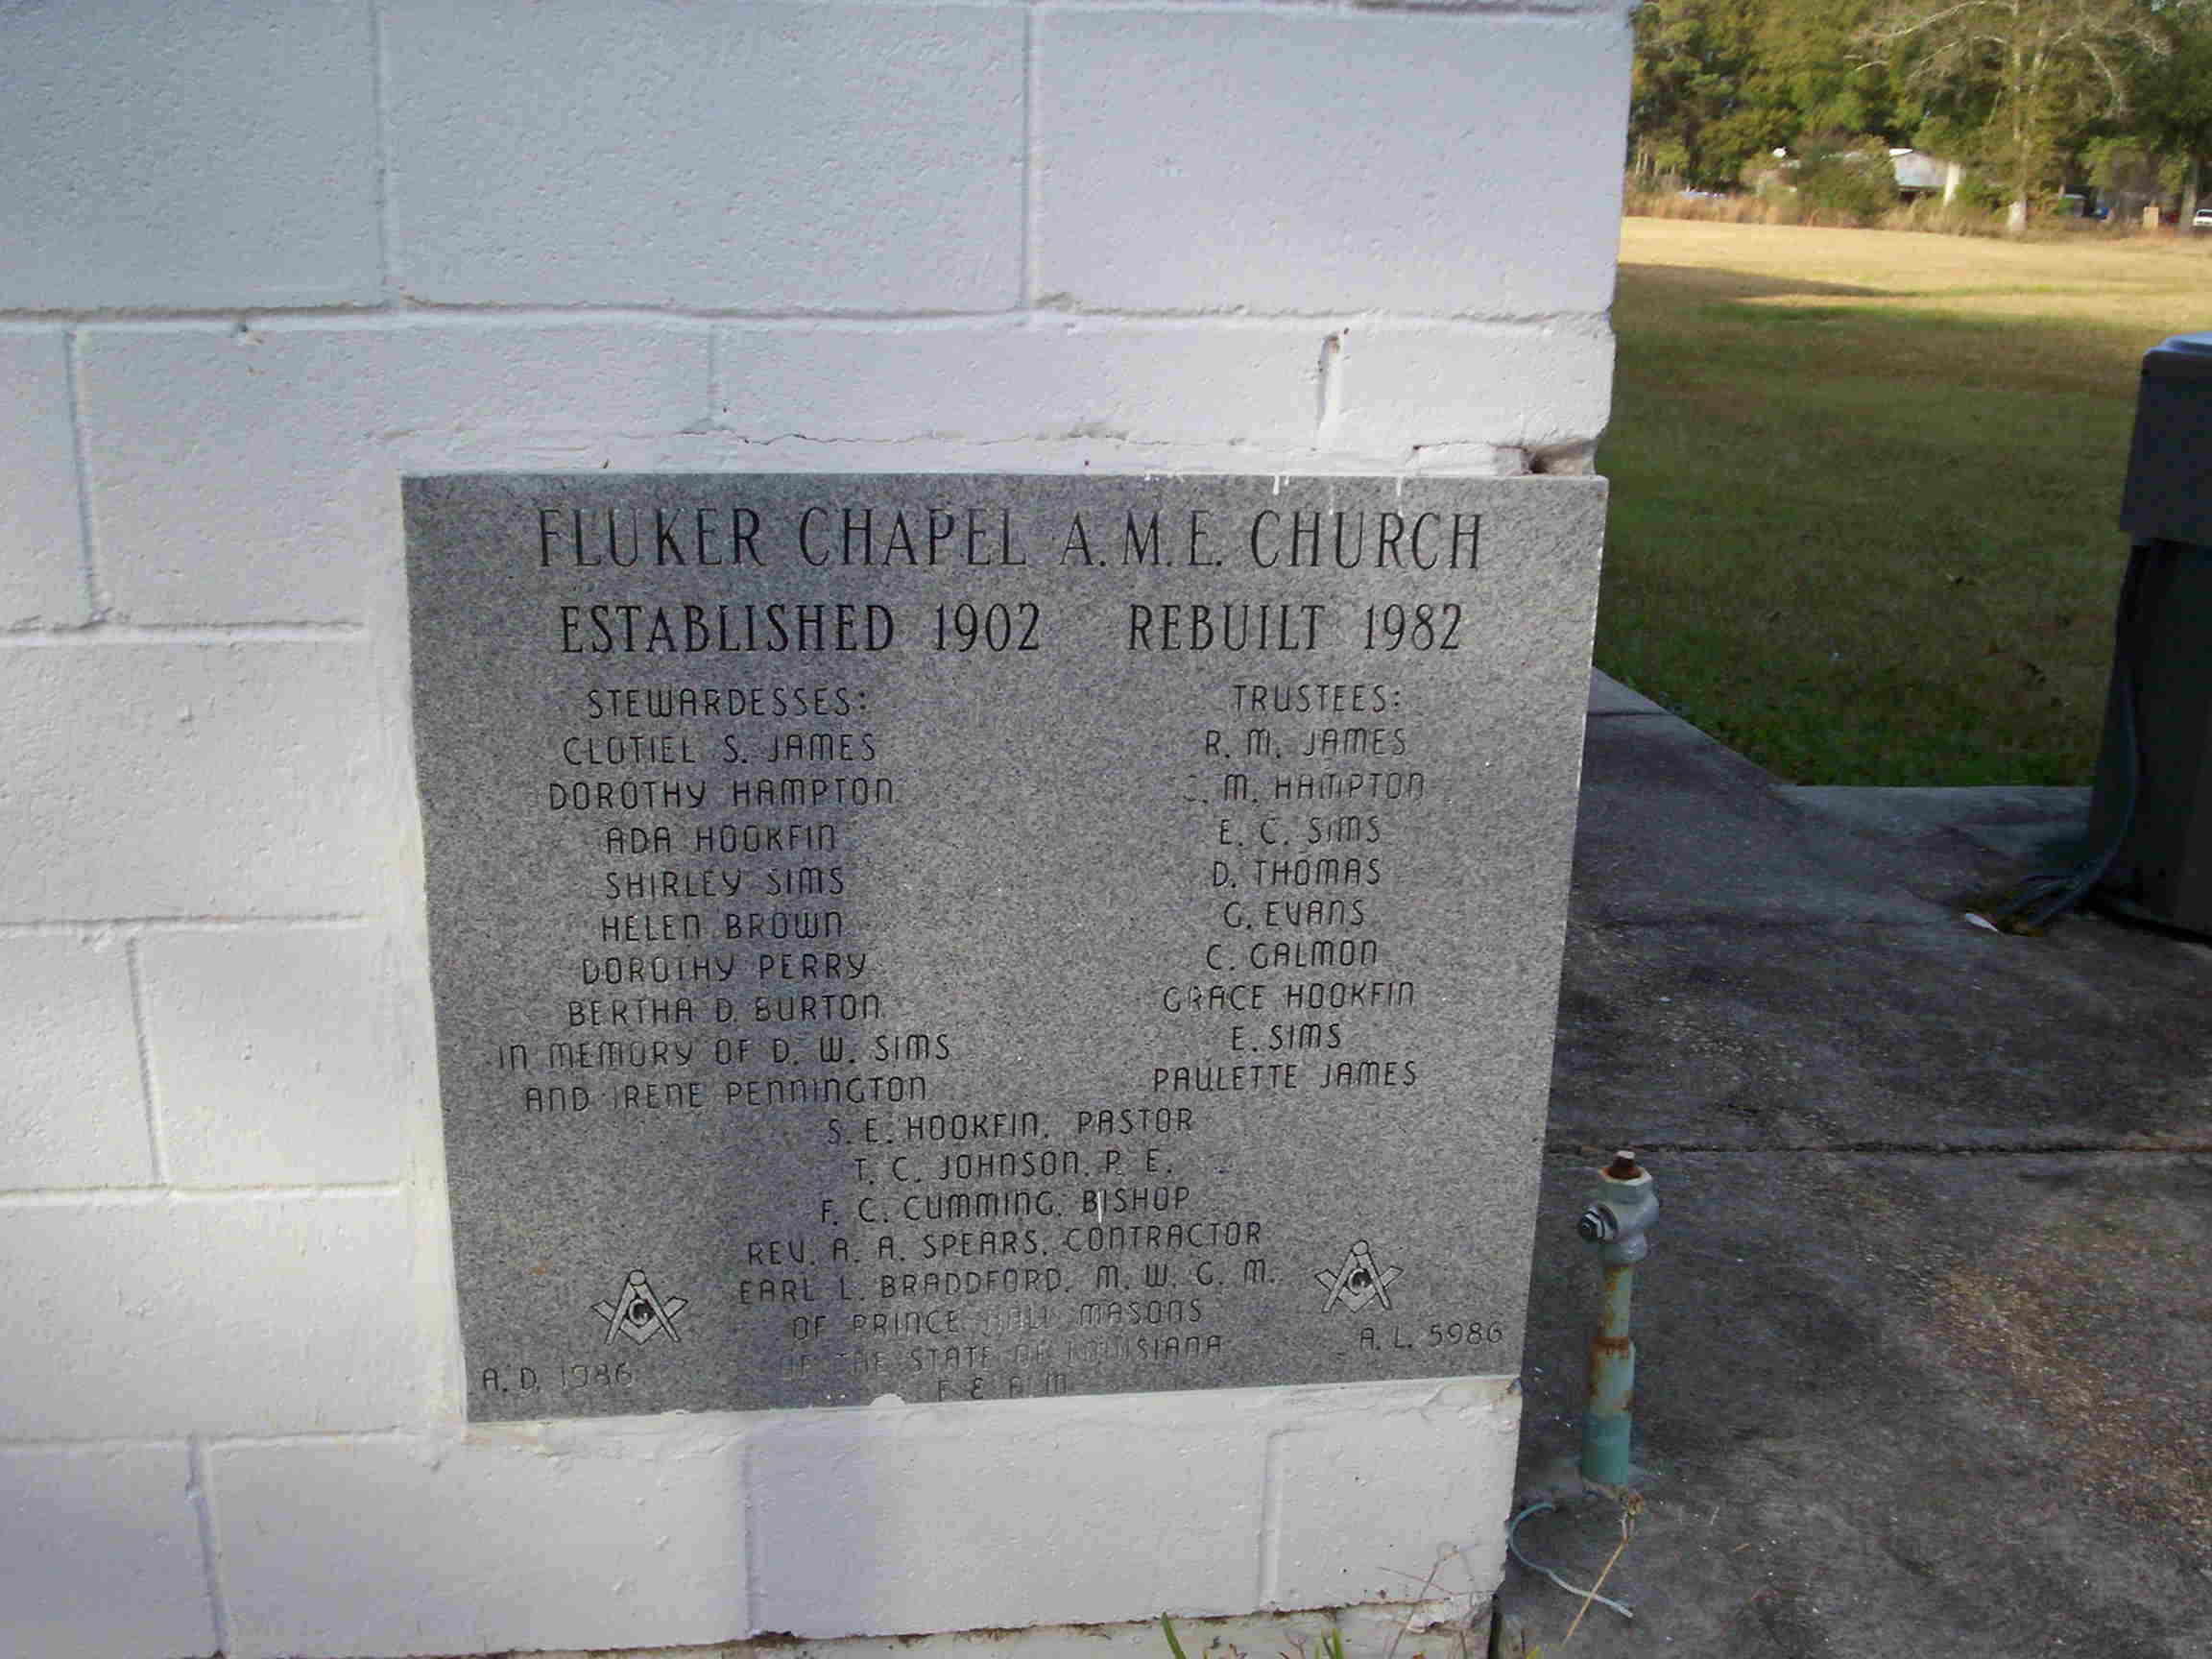 FLUKER CHAPEL A.M.E. CHURCH
ESTABLISHED 1902 REBUILT 1982
STEWARDESSES:
CLOTIEL S. JAMES
DOROTHY HAMPTON
ADA HOOKFIN
SHIRLEY SIMS
HELEN BROWN
DOROTHY PERRY
BERTHA D. BURTON
IN MEMORY OF D. W. SIMS
AND IRENE PENNINGTON
TRUSTEES:
R. M. JAMES
M. HAMPTON
E. C. SIMS
D. THOMAS
G. EVANS
C. GALMON
GRACE HOOKFIN
E. SIMS
PAULETTE JAMES
S. E. HOOKFIN, PASTOR
T. C. JOHNSON, P. E.
F. C. CUMMING, BISHOP
REV. A. A. SPEARS, CONTRACTOR
EARL L. BRADDFORD, M. W. G. M.
OF PRINCE HALL MASONS
OF THE STATE OF LOUISIANA
F & A M
G
A. D. 1986
G
A. L. 5986